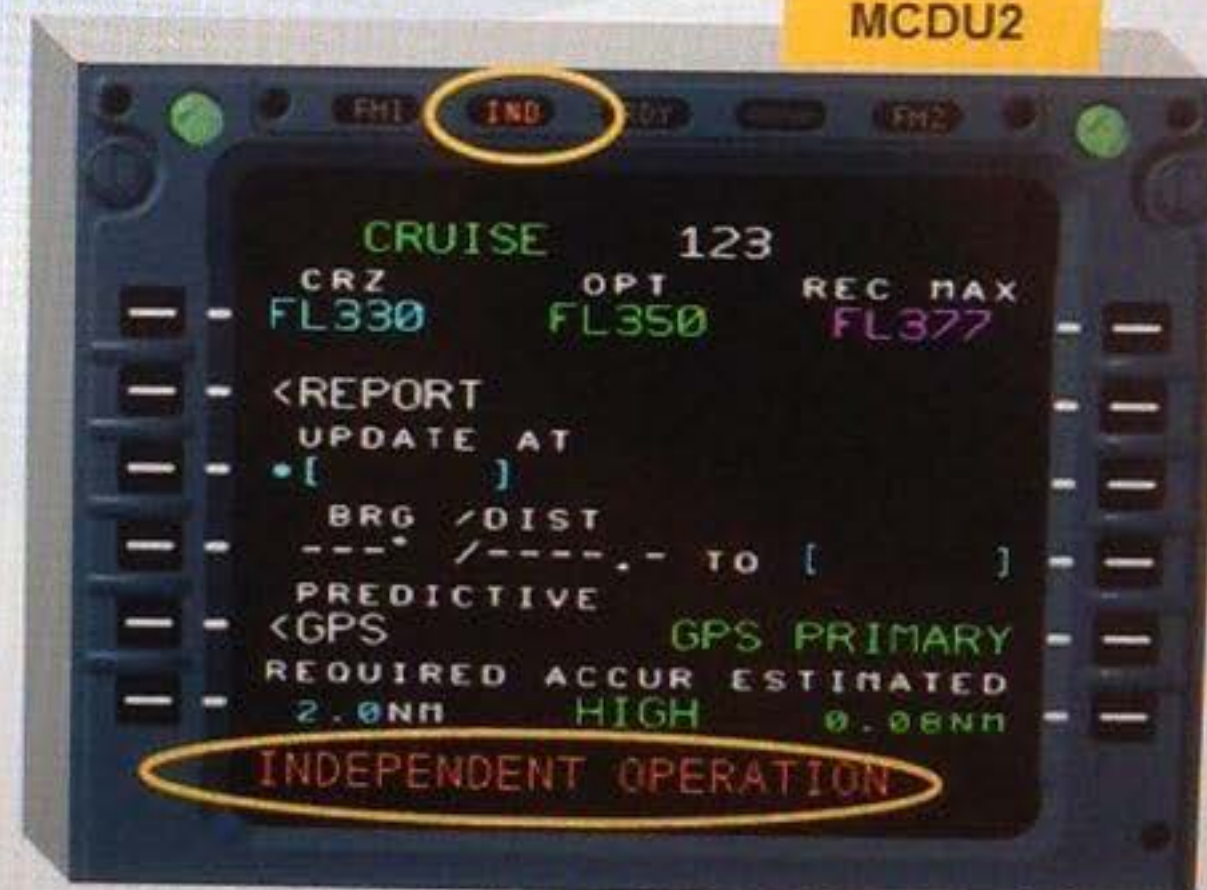 MCDU2
FM1 IND RDY FM2
CRUISE 123
CRZ OPT REC MAX
FL330 FL350 FL377
<REPORT
UPDATE AT
*[ ]
BRG /DIST
---° /----.- TO [ ]
PREDICTIVE
<GPS GPS PRIMARY
REQUIRED ACCUR ESTIMATED
2.0NM HIGH 0.08NM
INDEPENDENT OPERATION